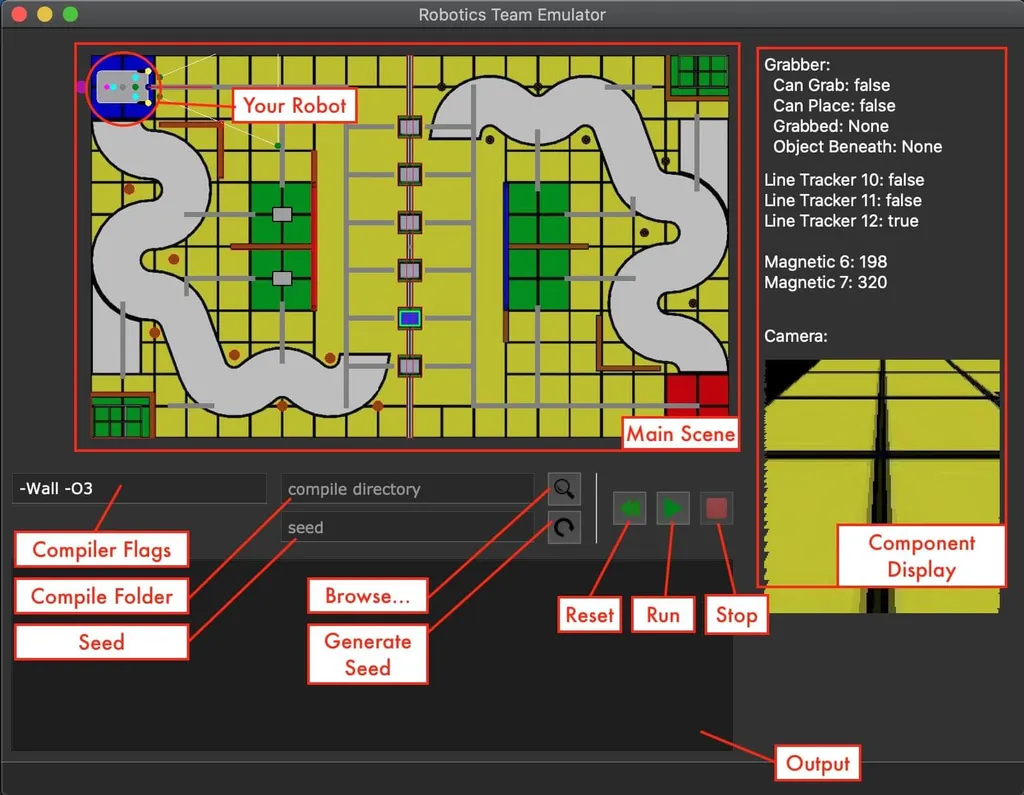 Robotics Team Emulator
Your Robot
Main Scene
Grabber:
Can Grab: false
Can Place: false
Grabbed: None
Object Beneath: None
Line Tracker 10: false
Line Tracker 11: false
Line Tracker 12: true
Magnetic 6: 198
Magnetic 7: 320
Camera:
Component
Display
-Wall -O3
compile directory
seed
Compiler Flags
Compile Folder
Seed
Browse...
Generate
Seed
Reset
Run
Stop
Output